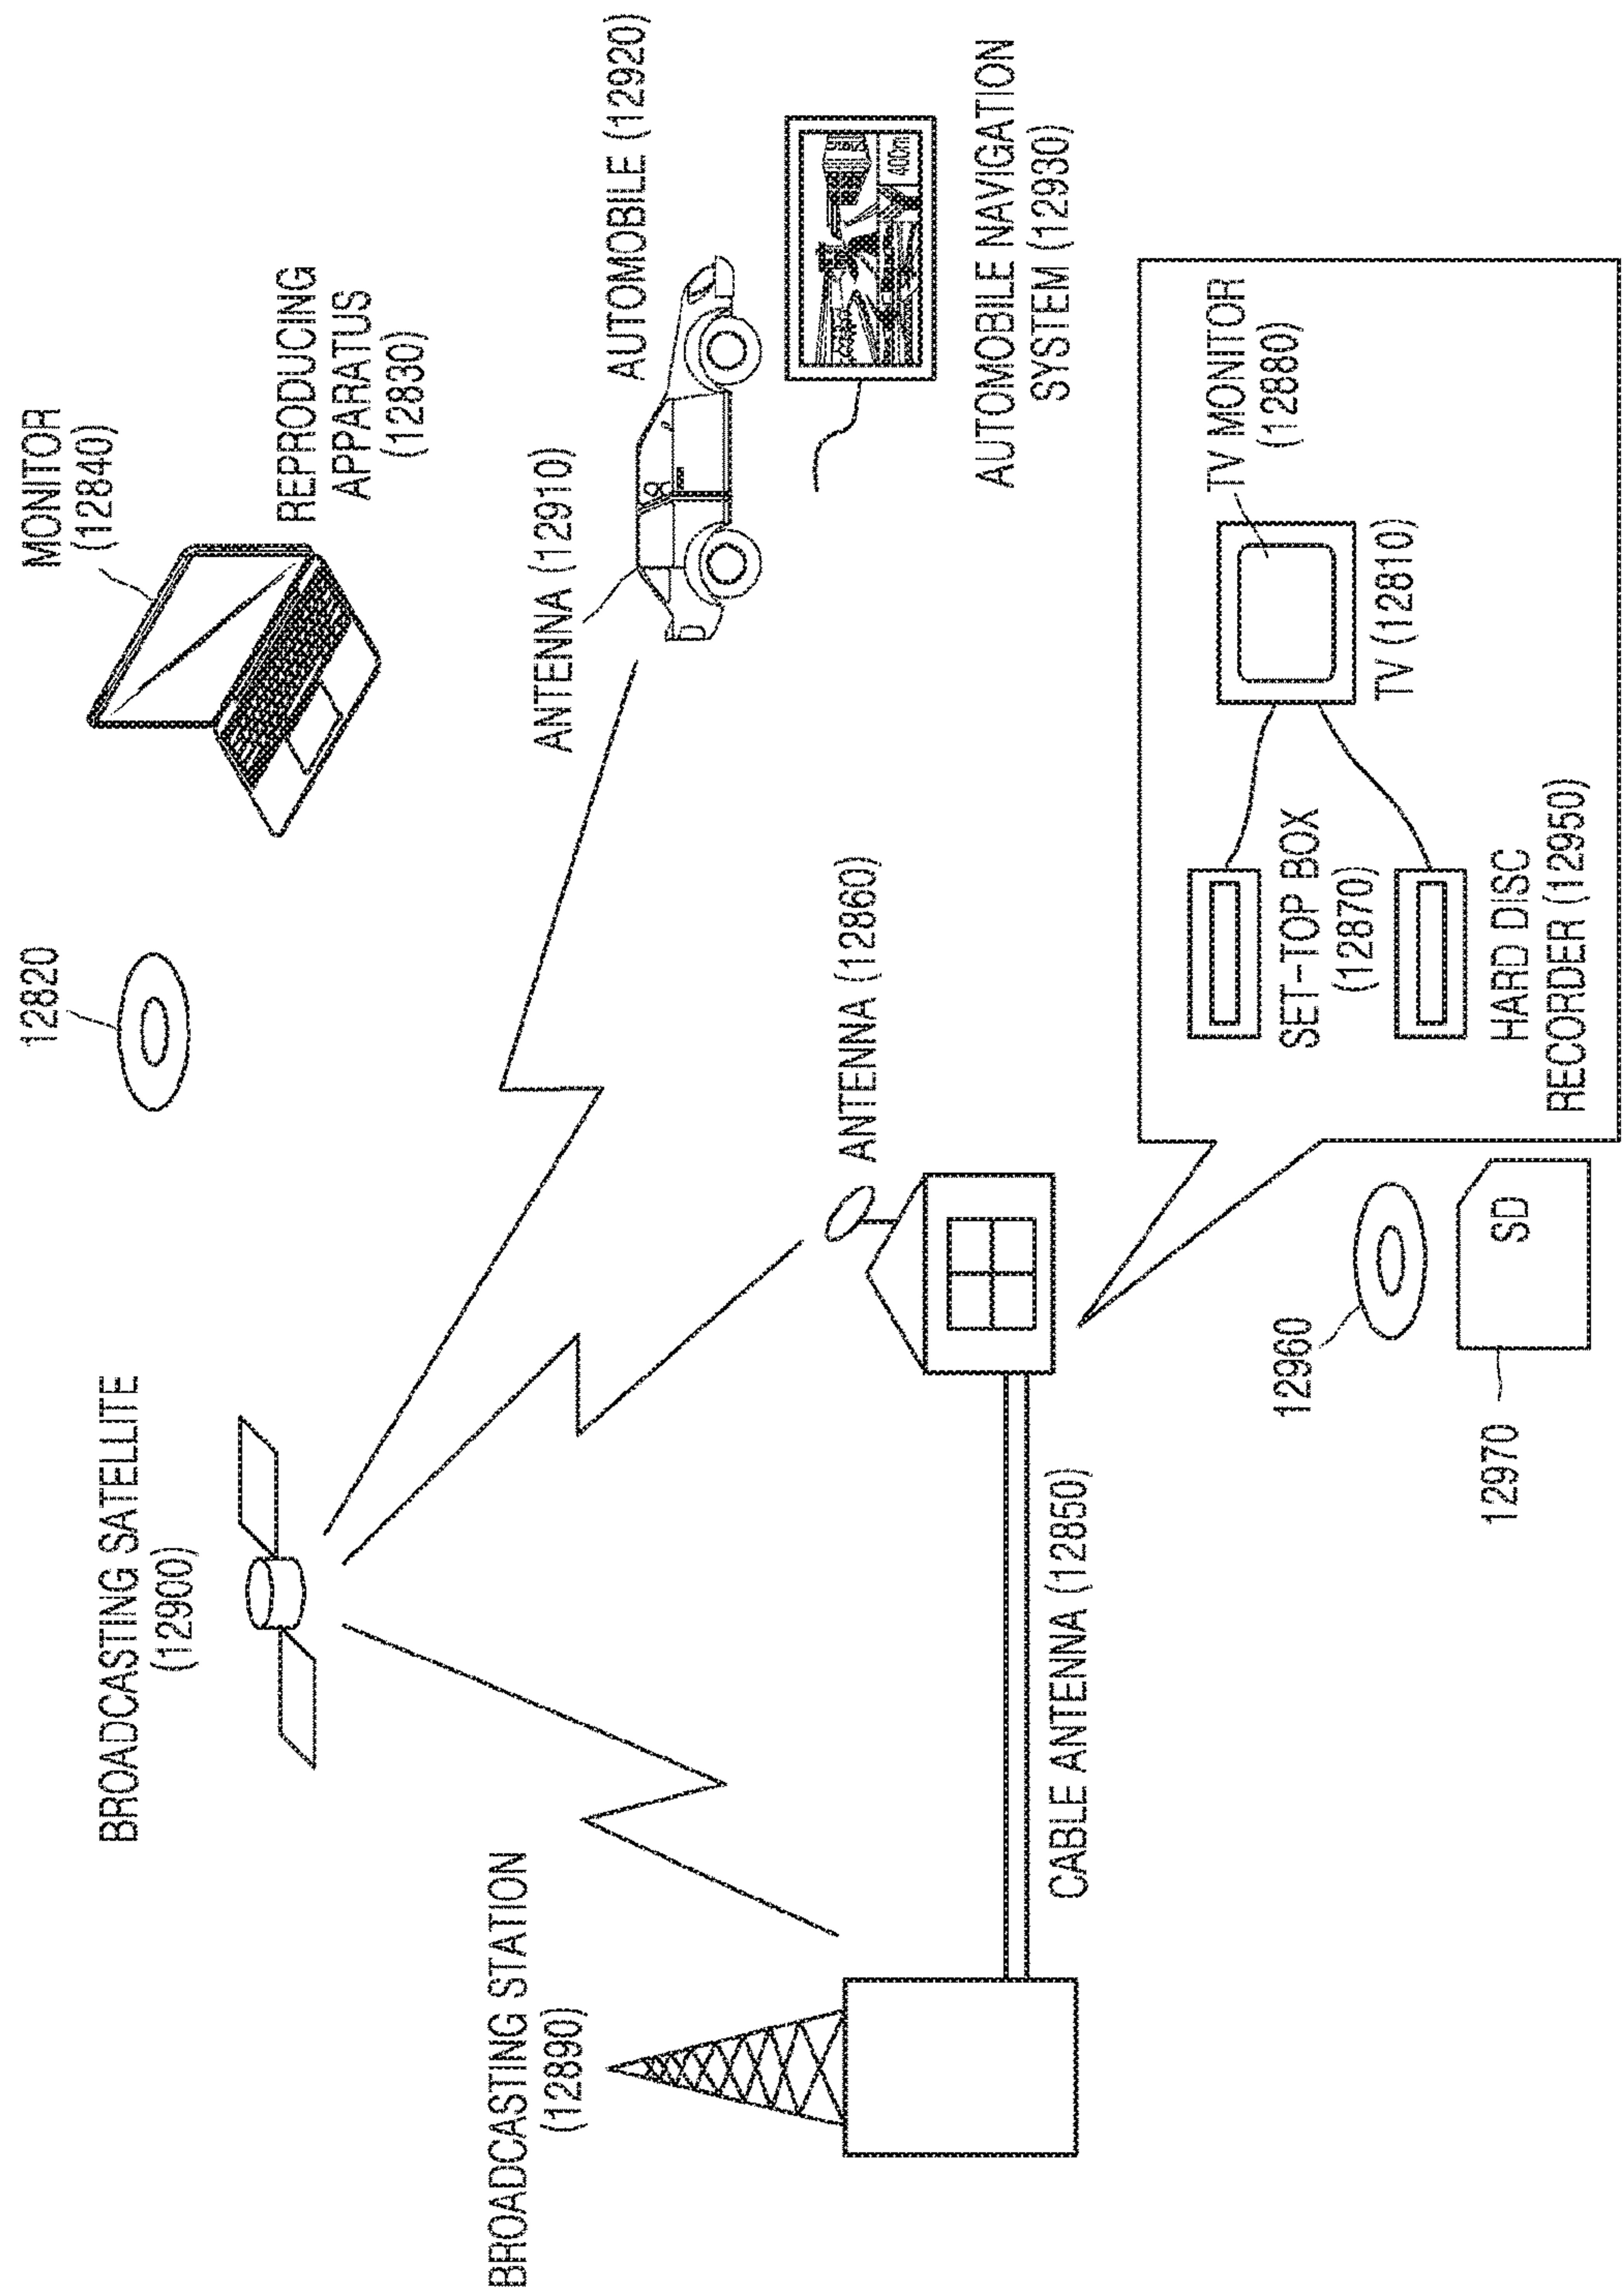 BROADCASTING SATELLITE
(12900)
12820
MONITOR
(12840)
REPRODUCING
APPARATUS
(12830)
BROADCASTING STATION
(12890)
ANTENNA (12910)
AUTOMOBILE (12920)
400m
ANTENNA (12860)
AUTOMOBILE NAVIGATION
SYSTEM (12930)
CABLE ANTENNA (12850)
TV MONITOR
(12880)
SET-TOP BOX
(12870)
TV (12810)
HARD DISC
RECORDER (12950)
12960
SD
12970